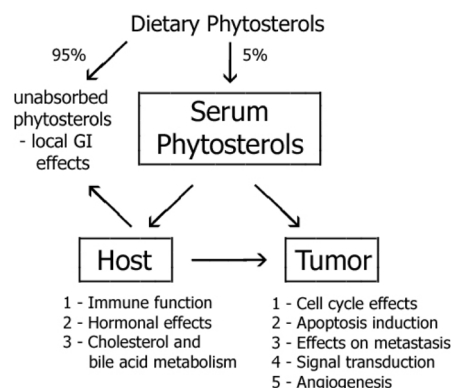 Dietary Phytosterols
95%
5%
unabsorbed
phytosterols
- local GI
effects
Serum
Phytosterols
Host
Tumor
1 - Immune function
2 - Hormonal effects
3 - Cholesterol and
bile acid metabolism
1 - Cell cycle effects
2 - Apoptosis induction
3 - Effects on metastasis
4 - Signal transduction
5 - Angiogenesis